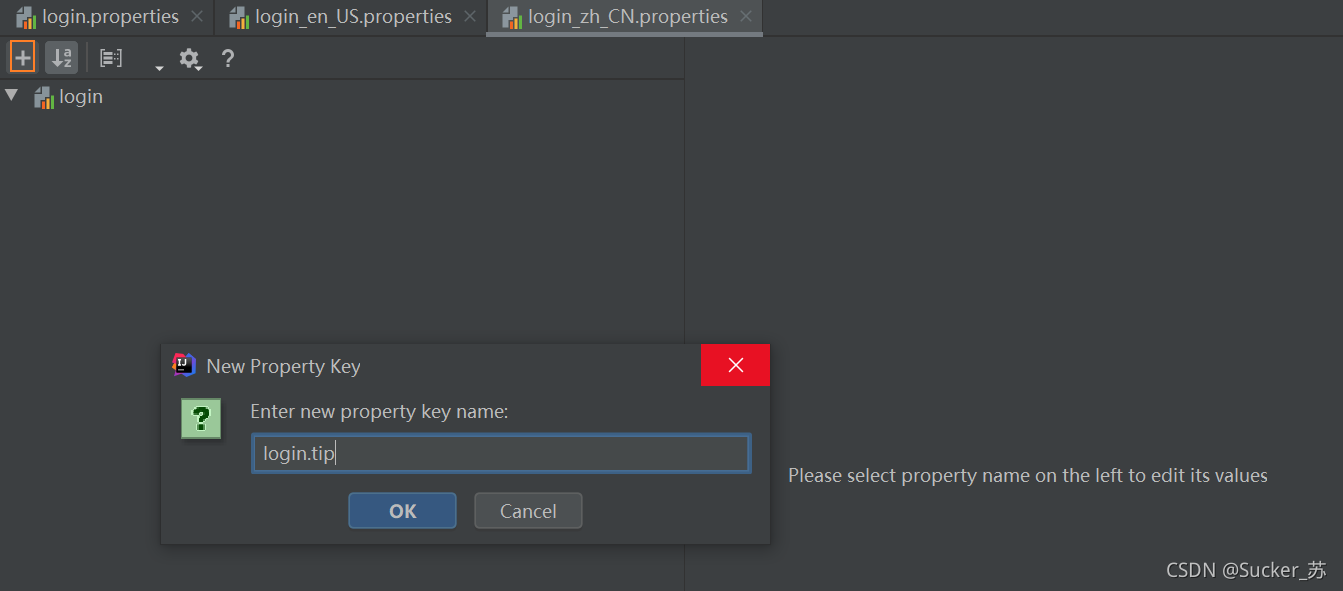 login.properties login_en_US.properties login_zh_CN.properties
login
New Property Key
Enter new property key name:
login.tip
OK Cancel
Please select property name on the left to edit its values
CSDN @Sucker_苏